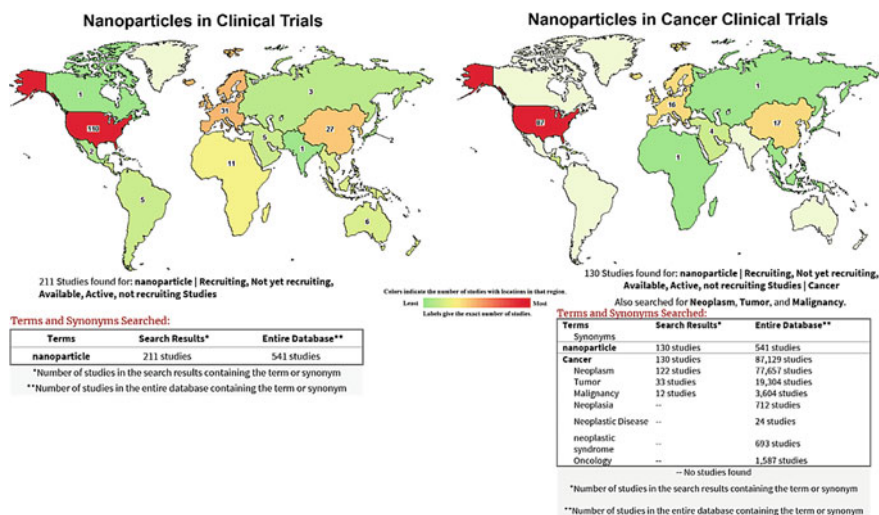 Nanoparticles in Clinical Trials
1
3
7
31
27
110
2
5
2
1
11
5
6
211 Studies found for: nanoparticle | Recruiting, Not yet recruiting,
Available, Active, not recruiting Studies
Terms and Synonyms Searched:
Terms Search Results* Entire Database**
nanoparticle 211 studies 541 studies
*Number of studies in the search results containing the term or synonym
**Number of studies in the entire database containing the term or synonym
Colors indicate the number of studies with locations in that region.
Least Most
Labels give the exact number of studies.
Nanoparticles in Cancer Clinical Trials
1
16
87
17
4
1
1
1
130 Studies found for: nanoparticle | Recruiting, Not yet recruiting,
Available, Active, not recruiting Studies | Cancer
Also searched for Neoplasm, Tumor, and Malignancy.
Terms and Synonyms Searched:
Terms Search Results* Entire Database**
Synonyms
nanoparticle 130 studies 541 studies
Cancer 130 studies 87,129 studies
Neoplasm 122 studies 77,657 studies
Tumor 33 studies 19,304 studies
Malignancy 12 studies 3,604 studies
Neoplasia -- 712 studies
Neoplastic Disease -- 24 studies
neoplastic
syndrome -- 693 studies
Oncology -- 1,587 studies
-- No studies found
*Number of studies in the search results containing the term or synonym
**Number of studies in the entire database containing the term or synonym